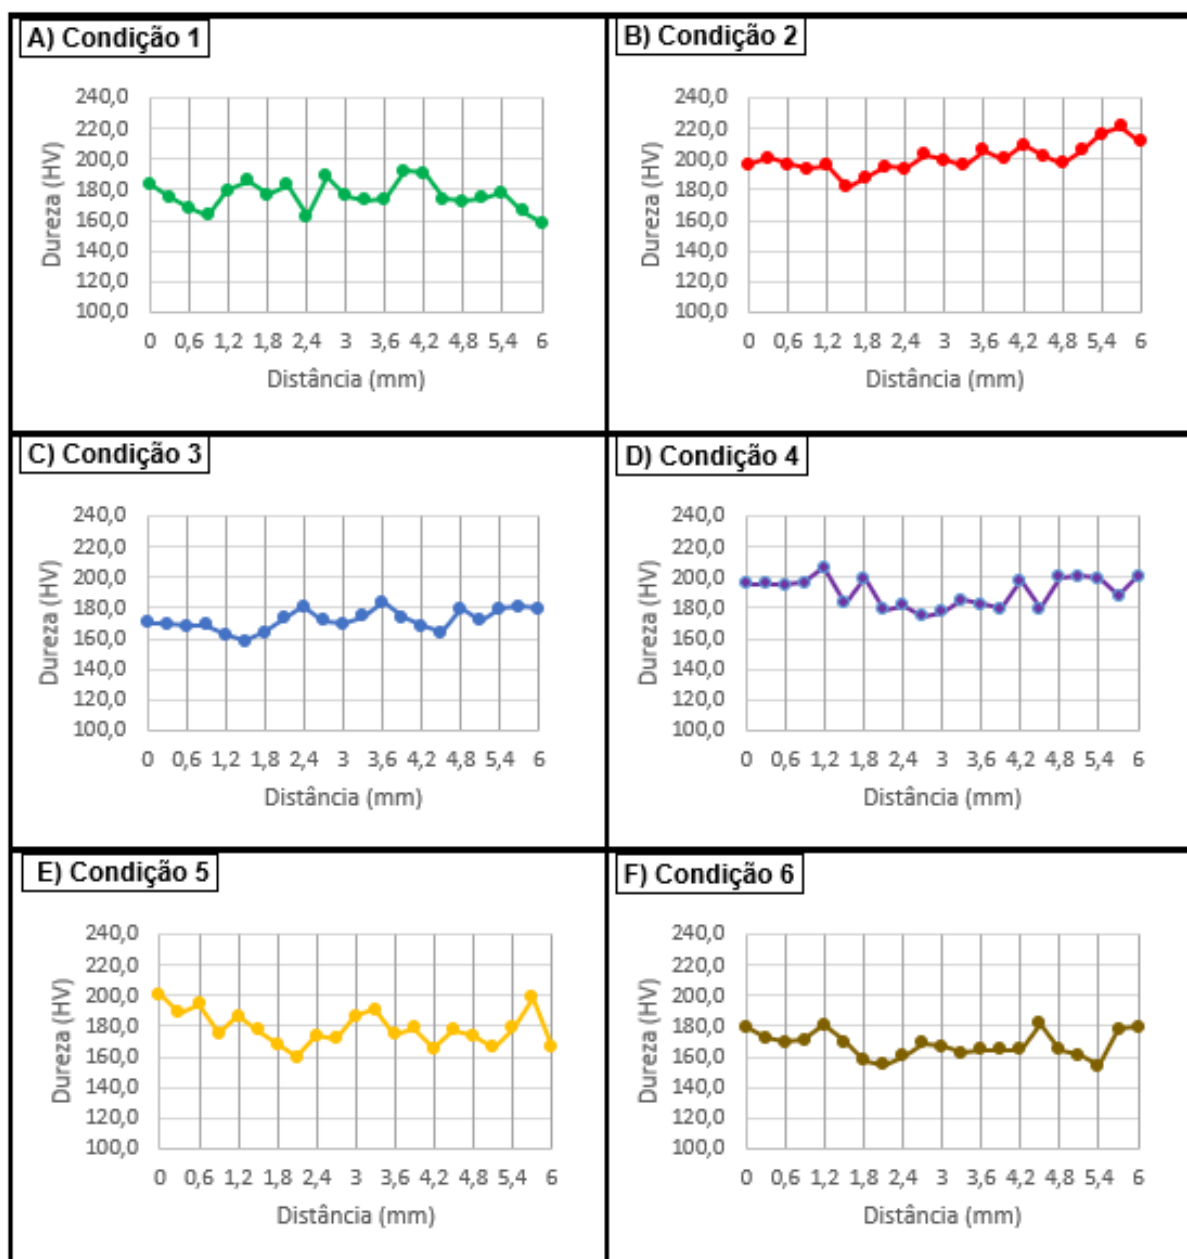 A) Condição 1
240,0
220,0
200,0
180,0
160,0
140,0
120,0
100,0
Dureza (HV)
0 0,6 1,2 1,8 2,4 3 3,6 4,2 4,8 5,4 6
Distância (mm)
B) Condição 2
240,0
220,0
200,0
180,0
160,0
140,0
120,0
100,0
Dureza (HV)
0 0,6 1,2 1,8 2,4 3 3,6 4,2 4,8 5,4 6
Distância (mm)
C) Condição 3
240,0
220,0
200,0
180,0
160,0
140,0
120,0
100,0
Dureza (HV)
0 0,6 1,2 1,8 2,4 3 3,6 4,2 4,8 5,4 6
Distância (mm)
D) Condição 4
240,0
220,0
200,0
180,0
160,0
140,0
120,0
100,0
Dureza (HV)
0 0,6 1,2 1,8 2,4 3 3,6 4,2 4,8 5,4 6
Distância (mm)
E) Condição 5
240,0
220,0
200,0
180,0
160,0
140,0
120,0
100,0
Dureza (HV)
0 0,6 1,2 1,8 2,4 3 3,6 4,2 4,8 5,4 6
Distância (mm)
F) Condição 6
240,0
220,0
200,0
180,0
160,0
140,0
120,0
100,0
Dureza (HV)
0 0,6 1,2 1,8 2,4 3 3,6 4,2 4,8 5,4 6
Distância (mm)